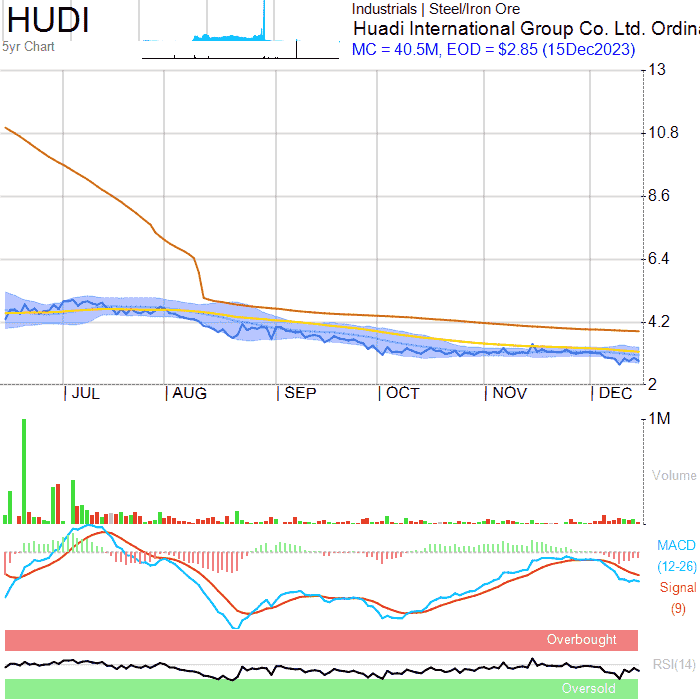 HUDI
5yr Chart
Industrials | Steel/Iron Ore
Huadi International Group Co. Ltd. Ordina
MC = 40.5M, EOD = $2.85 (15Dec2023)
13
10.8
8.6
6.4
4.2
2
JUL AUG SEP OCT NOV DEC
1M
Volume
MACD
(12-26)
Signal
(9)
Overbought
RSI(14)
Oversold